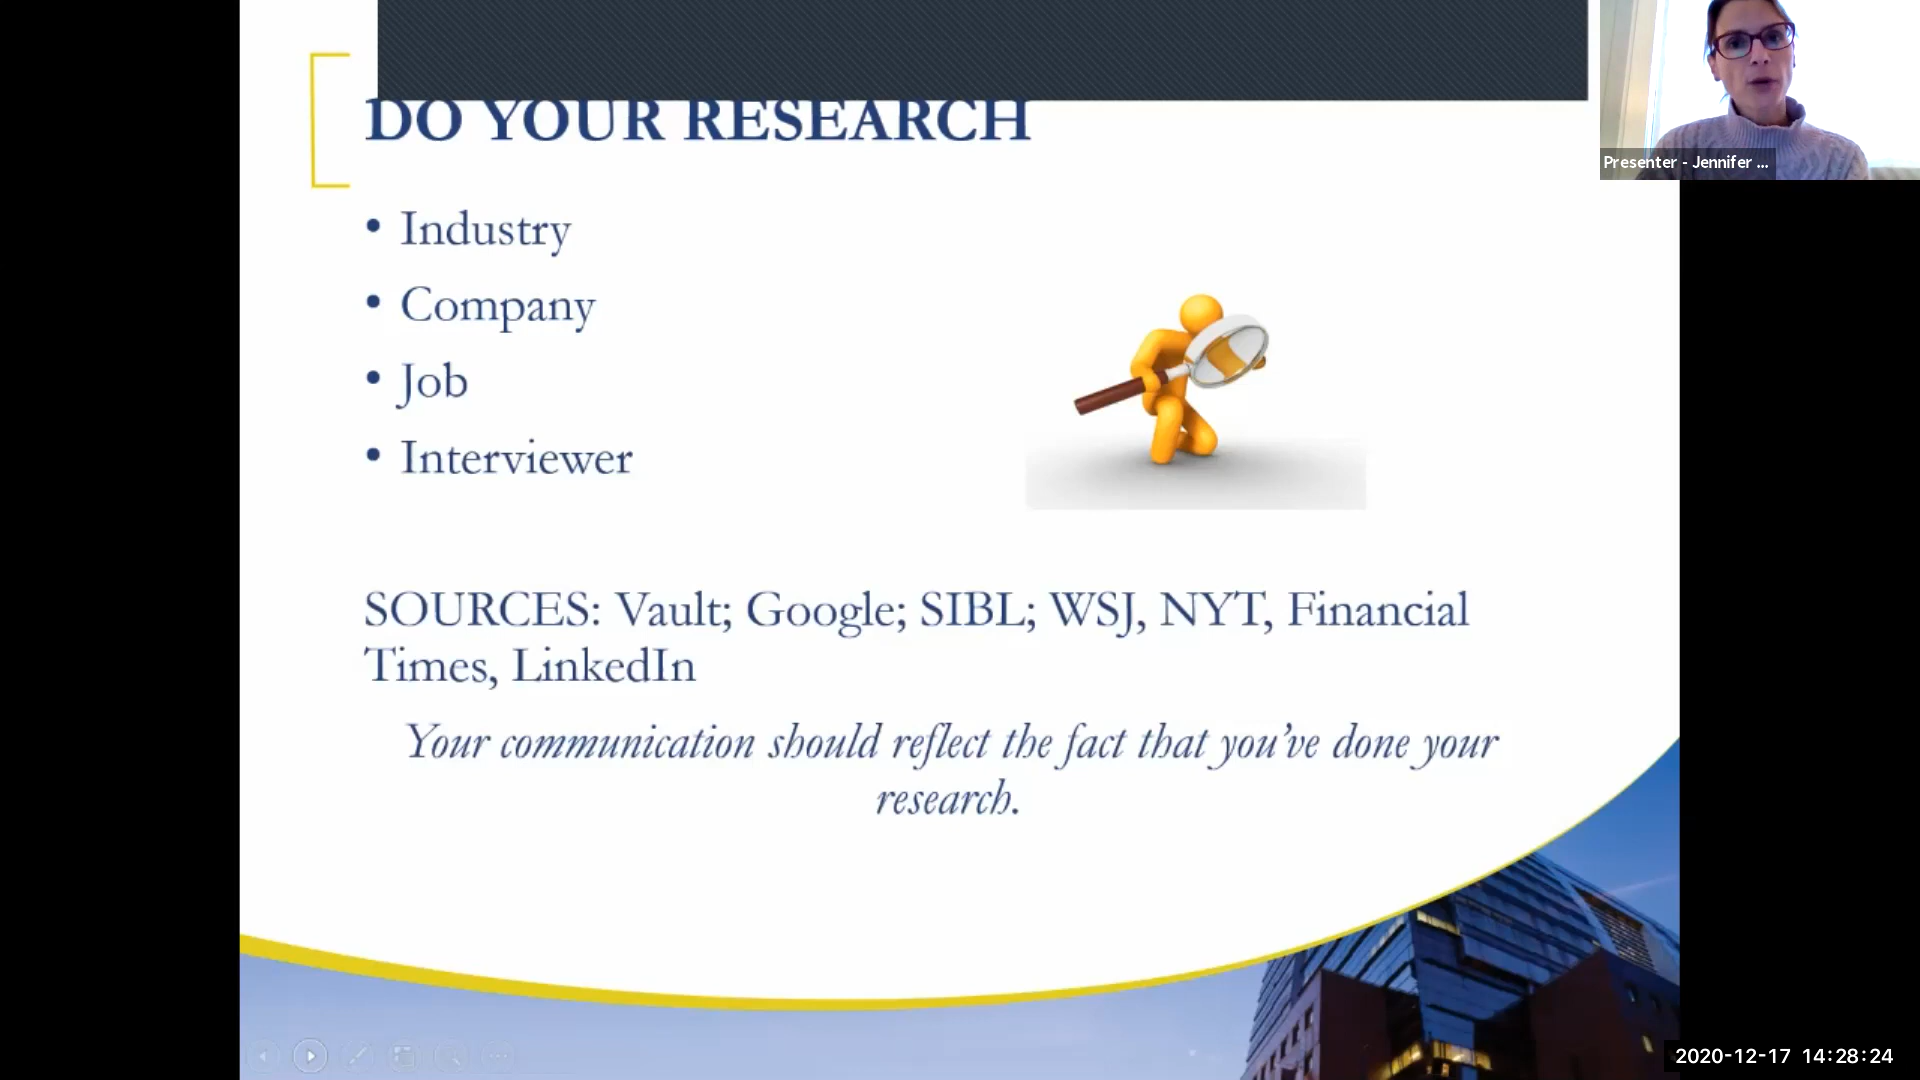 DO YOUR RESEARCH
• Industry
• Company
• Job
• Interviewer
SOURCES: Vault; Google; SIBL; WSJ, NYT, Financial
Times, LinkedIn
Your communication should reflect the fact that you’ve done your
research.
Presenter - Jennifer ...
2020-12-17 14:28:24